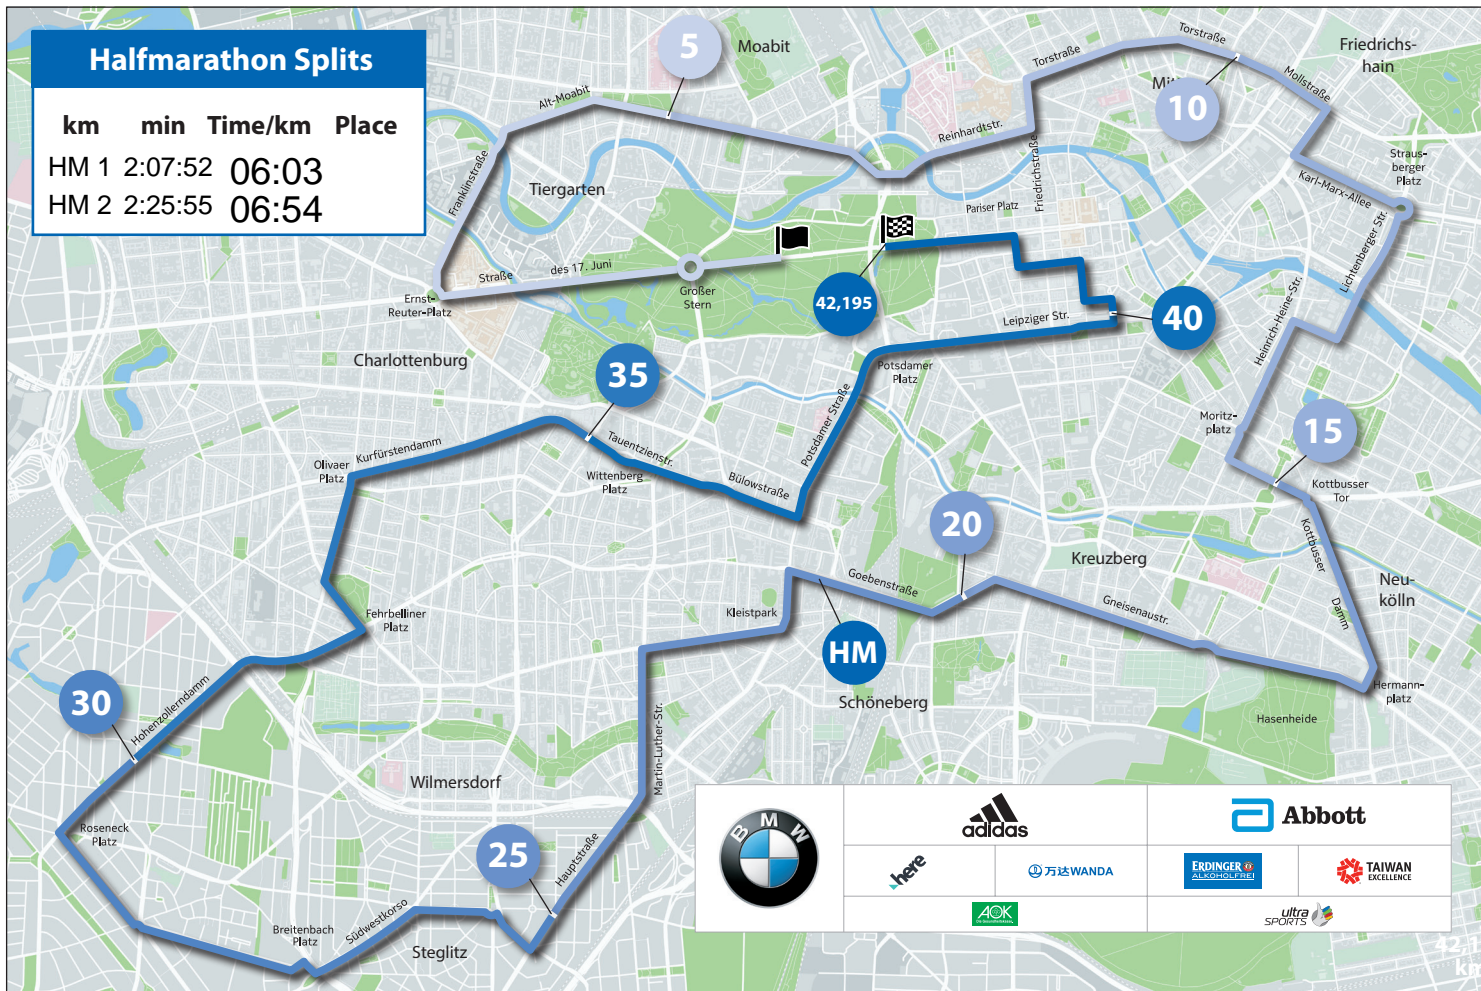 Halfmarathon Splits
km min Time/km Place
HM 1 2:07:52 06:03
HM 2 2:25:55 06:54
5
Moabit
Torstraße
Torstraße
Friedrichs-
hain
Mollstraße
10
Alt-Moabit
Reinhardtstr.
Franklinstraße
Tiergarten
Friedrichstraße
Pariser Platz
Straus-
berger
Platz
Karl-Marx-Allee
Lichtenberger Str.
Straße
des 17. Juni
Großer
Stern
Ernst-
Reuter-Platz
42,195
Leipziger Str.
40
Heinrich-Heine-Str.
Charlottenburg
35
Potsdamer
Platz
Potsdamer Straße
Moritz-
platz
15
Kurfürstendamm
Olivaer
Platz
Tauentzienstr.
Wittenberg
Platz
Bülowstraße
Kottbusser
Tor
20
Kottbusser
Damm
Kreuzberg
Neu-
kölln
Goebenstraße
Gneisenaustr.
Kleistpark
Fehrbelliner
Platz
HM
Schöneberg
Hermann-
platz
Hasenheide
30
Hohenzollerndamm
Martin-Luther-Str.
Wilmersdorf
Roseneck
Platz
25
Hauptstraße
Südwestkorso
Breitenbach
Platz
Steglitz
BMW
adidas
Abbott
here
万达WANDA
ERDINGER
ALKOHOLFREI
TAIWAN
EXCELLENCE
AOK
ultra
SPORTS
42,
km